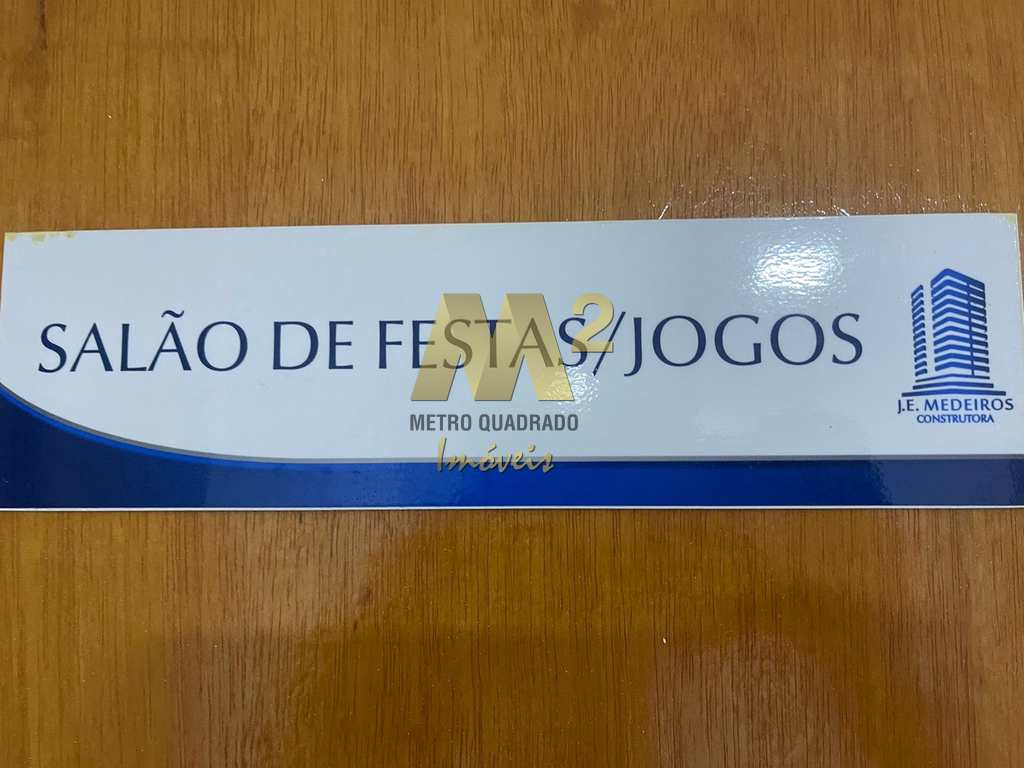 SALÃO DE FESTAS/JOGOS
M²
METRO QUADRADO
Imóveis
J.E. MEDEIROS
CONSTRUTORA